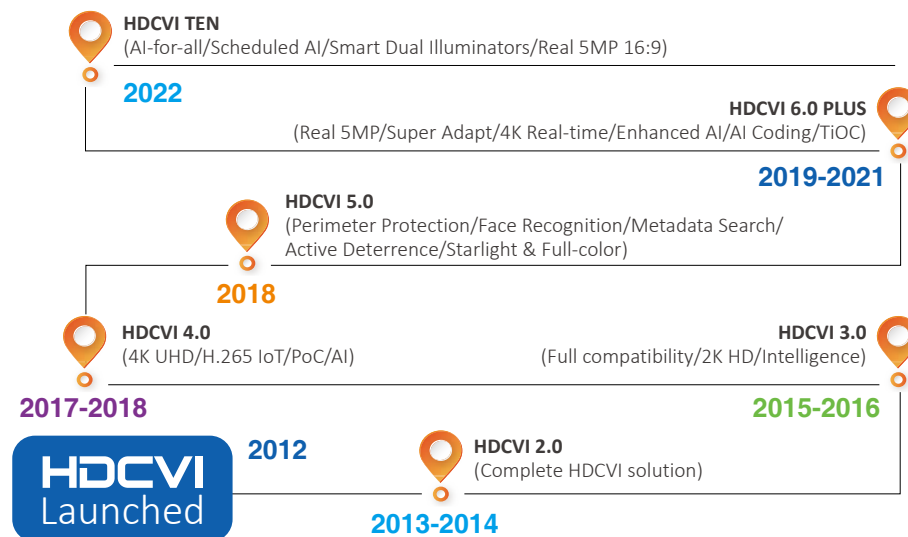 HDCVI TEN
(AI-for-all/Scheduled AI/Smart Dual Illuminators/Real 5MP 16:9)
2022
HDCVI 6.0 PLUS
(Real 5MP/Super Adapt/4K Real-time/Enhanced AI/AI Coding/TiOC)
2019-2021
HDCVI 5.0
(Perimeter Protection/Face Recognition/Metadata Search/
Active Deterrence/Starlight & Full-color)
2018
HDCVI 4.0
(4K UHD/H.265 IoT/PoC/AI)
2017-2018
HDCVI 3.0
(Full compatibility/2K HD/Intelligence)
2015-2016
HDCVI
Launched
2012
HDCVI 2.0
(Complete HDCVI solution)
2013-2014